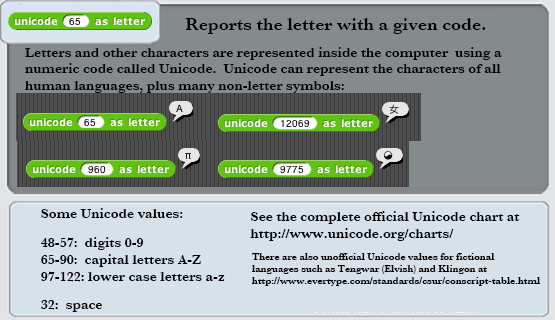 unicode 65 as letter
Reports the letter with a given code.
Letters and other characters are represented inside the computer using a
numeric code called Unicode. Unicode can represent the characters of all
human languages, plus many non-letter symbols:
unicode 65 as letter A
unicode 12069 as letter ⼥
unicode 960 as letter π
unicode 9775 as letter ☯
Some Unicode values:
48-57: digits 0-9
65-90: capital letters A-Z
97-122: lower case letters a-z
32: space
See the complete official Unicode chart at
http://www.unicode.org/charts/
There are also unofficial Unicode values for fictional
languages such as Tengwar (Elvish) and Klingon at
http://www.evertype.com/standards/csur/conscript-table.html